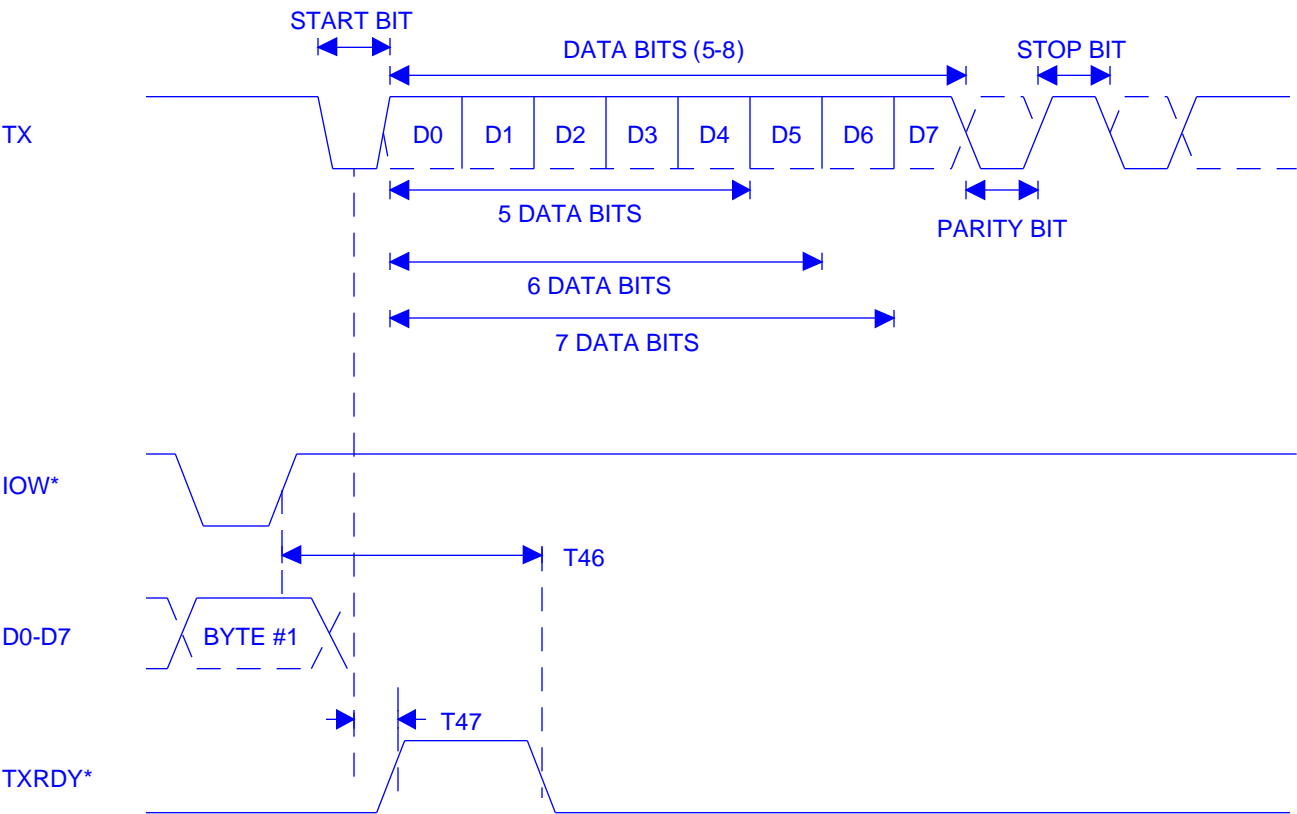 START BIT
DATA BITS (5-8)
STOP BIT
TX
D0 D1 D2 D3 D4 D5 D6 D7
5 DATA BITS
PARITY BIT
6 DATA BITS
7 DATA BITS
IOW*
T46
D0-D7
BYTE #1
T47
TXRDY*